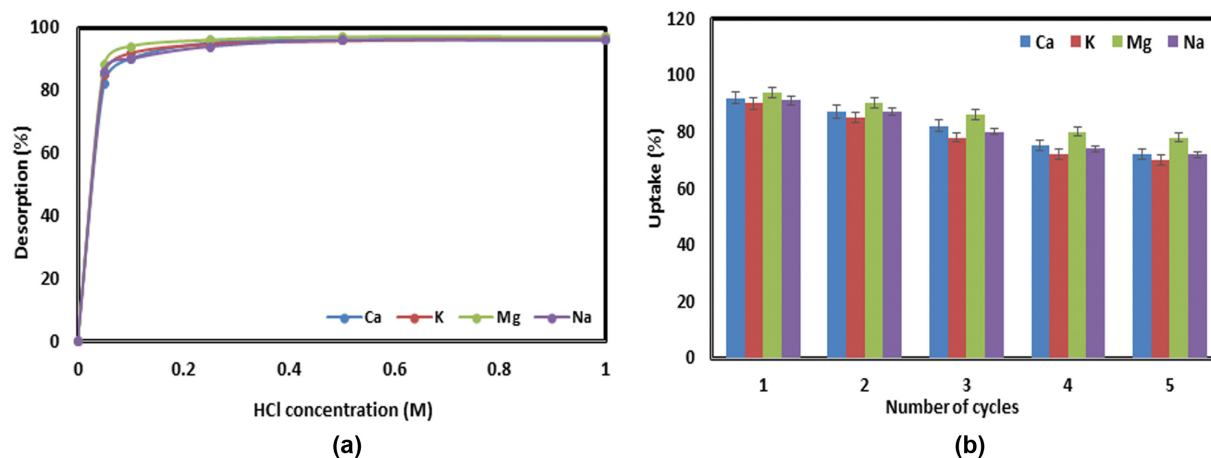 100
80
60
40
20
0
Desorption (%)
Ca K Mg Na
0 0.2 0.4 0.6 0.8 1
HCl concentration (M)
(a)
120
100
80
60
40
20
0
Uptake (%)
Ca K Mg Na
1 2 3 4 5
Number of cycles
(b)